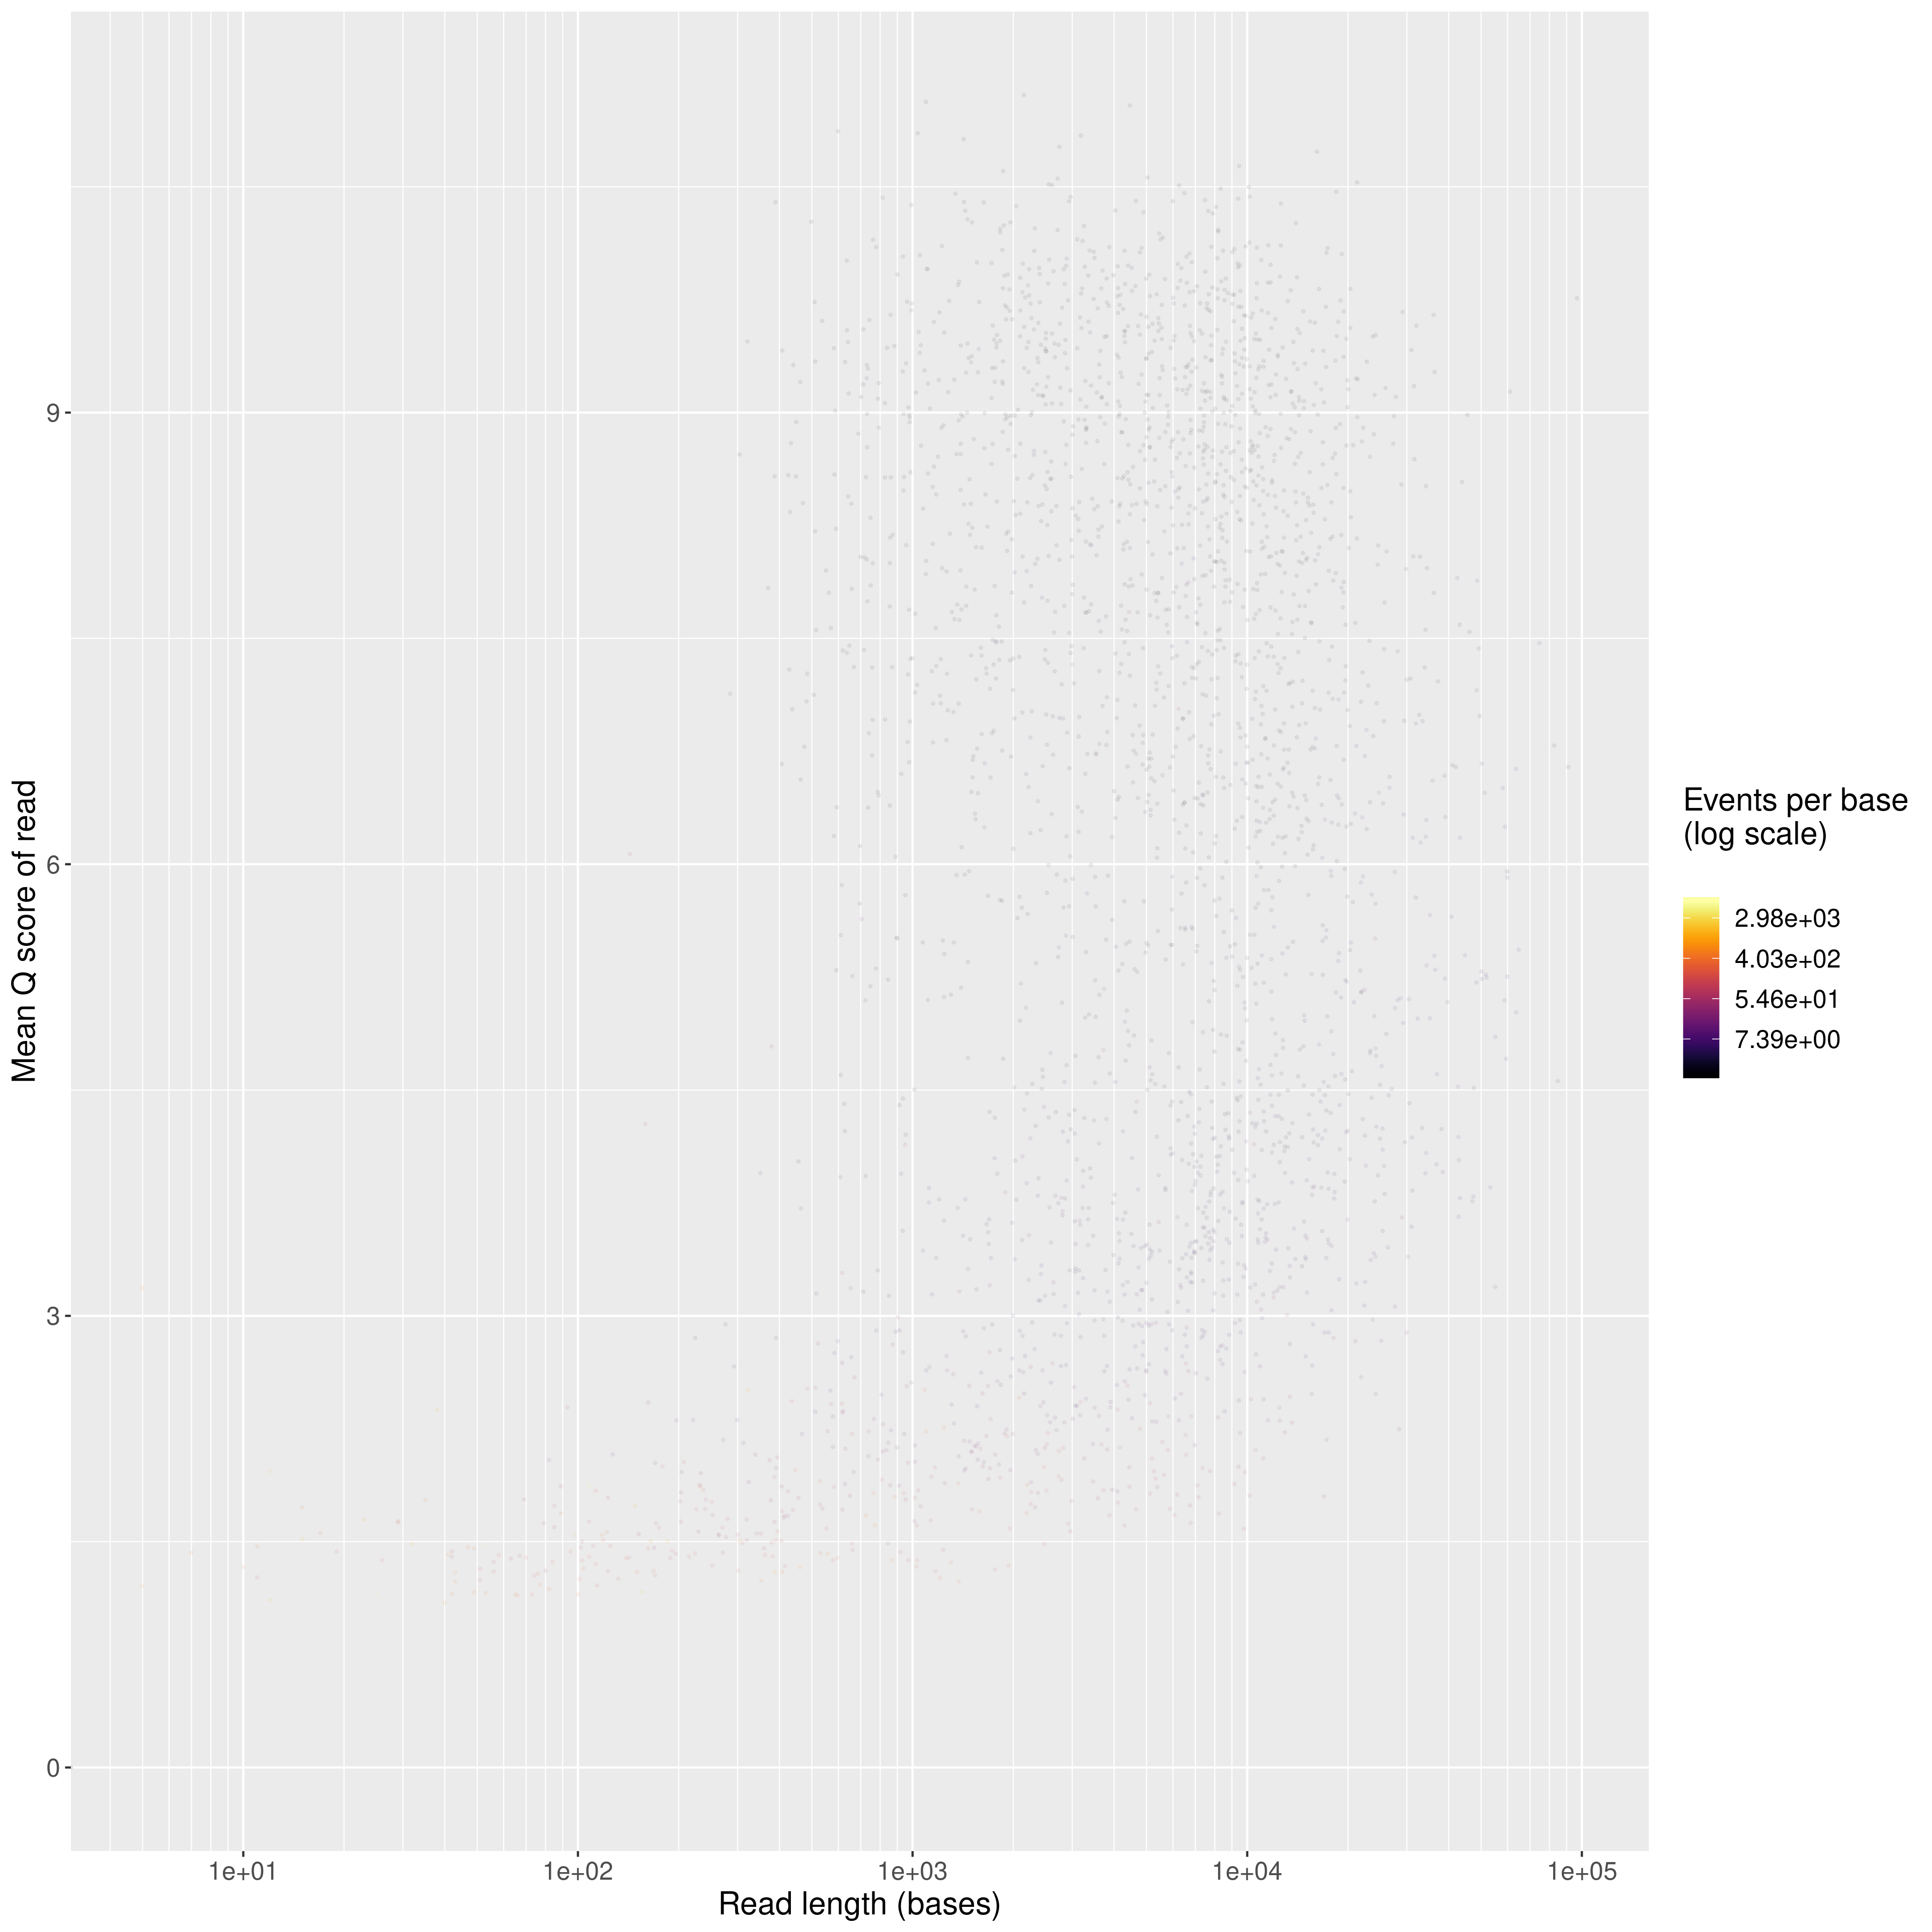 Mean Q score of read
9
6
3
0
1e+01
1e+02
1e+03
1e+04
1e+05
Read length (bases)
Events per base
(log scale)
2.98e+03
4.03e+02
5.46e+01
7.39e+00